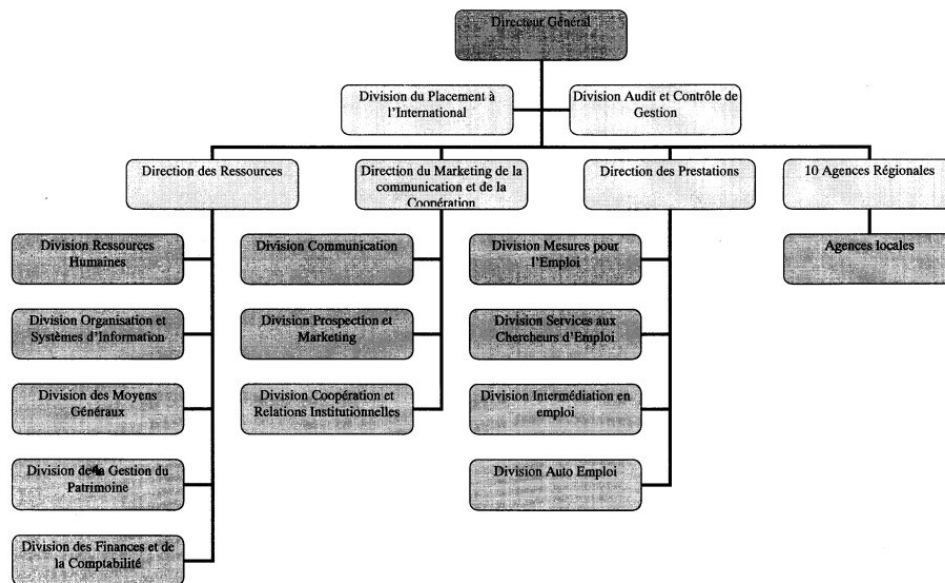 Directeur Général
Division du Placement à
l'International
Division Audit et Contrôle de
Gestion
Direction des Ressources
Direction du Marketing de la
communication et de la
Coopération
Direction des Prestations
10 Agences Régionales
Division Ressources
Humaines
Division Communication
Division Mesures pour
l'Emploi
Agences locales
Division Organisation et
Systèmes d'Information
Division Prospection et
Marketing
Division Services aux
Chercheurs d'Emploi
Division des Moyens
Généraux
Division Coopération et
Relations Institutionnelles
Division Intermédiation en
emploi
Division de la Gestion du
Patrimoine
Division Auto Emploi
Division des Finances et de
la Comptabilité